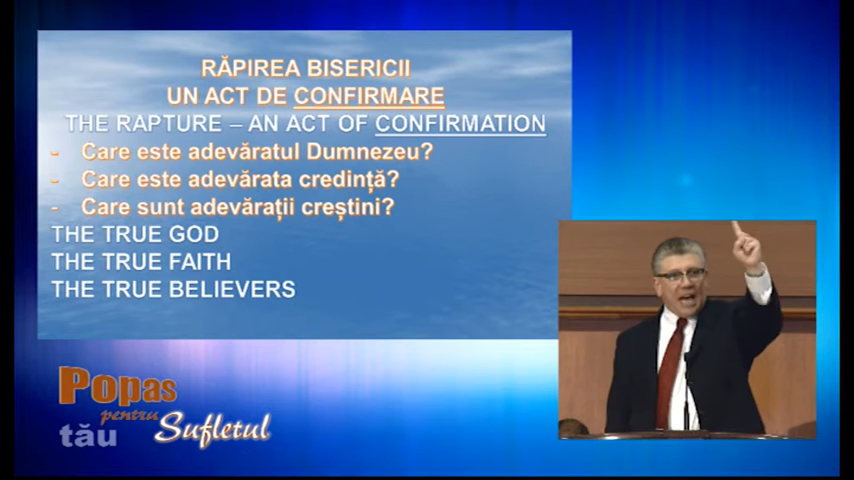 RĂPIREA BISERICII
UN ACT DE CONFIRMARE
THE RAPTURE – AN ACT OF CONFIRMATION
- Care este adevăratul Dumnezeu?
- Care este adevărata credință?
- Care sunt adevărații creștini?
THE TRUE GOD
THE TRUE FAITH
THE TRUE BELIEVERS
Popas
pentru
tău Sufletul